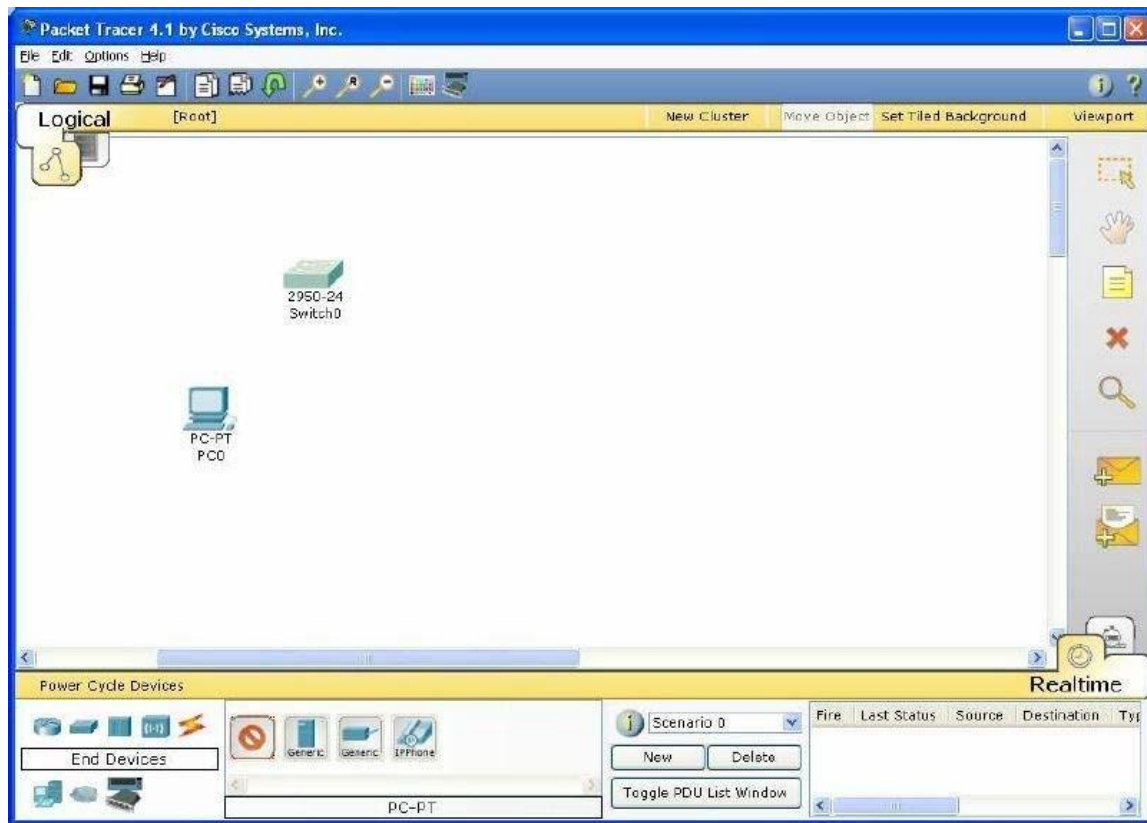 Packet Tracer 4.1 by Cisco Systems, Inc.
File Edit Options Help
Logical [Root] New Cluster Move Object Set Tiled Background Viewport
2950-24
Switch0
PC-PT
PC0
Power Cycle Devices
Realtime
End Devices
Generic Generic IPPhone
PC-PT
Scenario 0
New Delete
Toggle PDU List Window
Fire Last Status Source Destination Typ